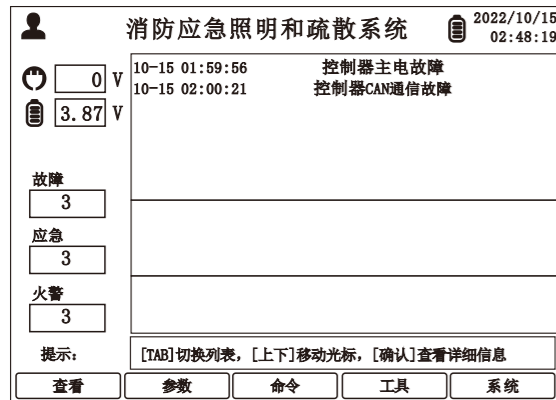 消防应急照明和疏散系统
2022/10/15
02:48:19
0 V
3.87 V
10-15 01:59:56 控制器主电故障
10-15 02:00:21 控制器CAN通信故障
故障
3
应急
3
火警
3
提示: [TAB]切换列表, [上下]移动光标, [确认]查看详细信息
查看 参数 命令 工具 系统